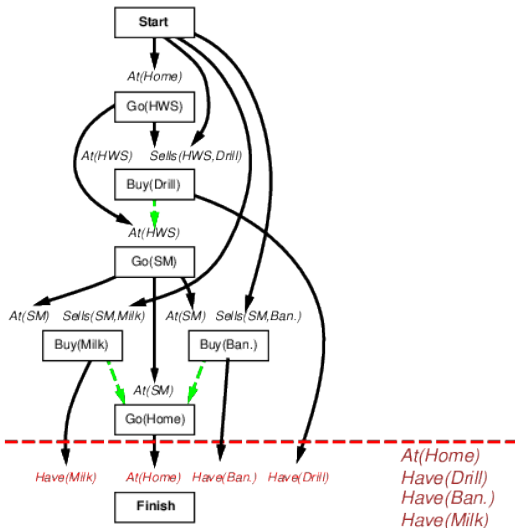 Start
At(Home)
Go(HWS)
At(HWS) Sells(HWS,Drill)
Buy(Drill)
At(HWS)
Go(SM)
At(SM) Sells(SM,Milk) At(SM) Sells(SM,Ban.)
Buy(Milk) Buy(Ban.)
At(SM)
Go(Home)
Have(Milk) At(Home) Have(Ban.) Have(Drill)
Finish
At(Home)
Have(Drill)
Have(Ban.)
Have(Milk)